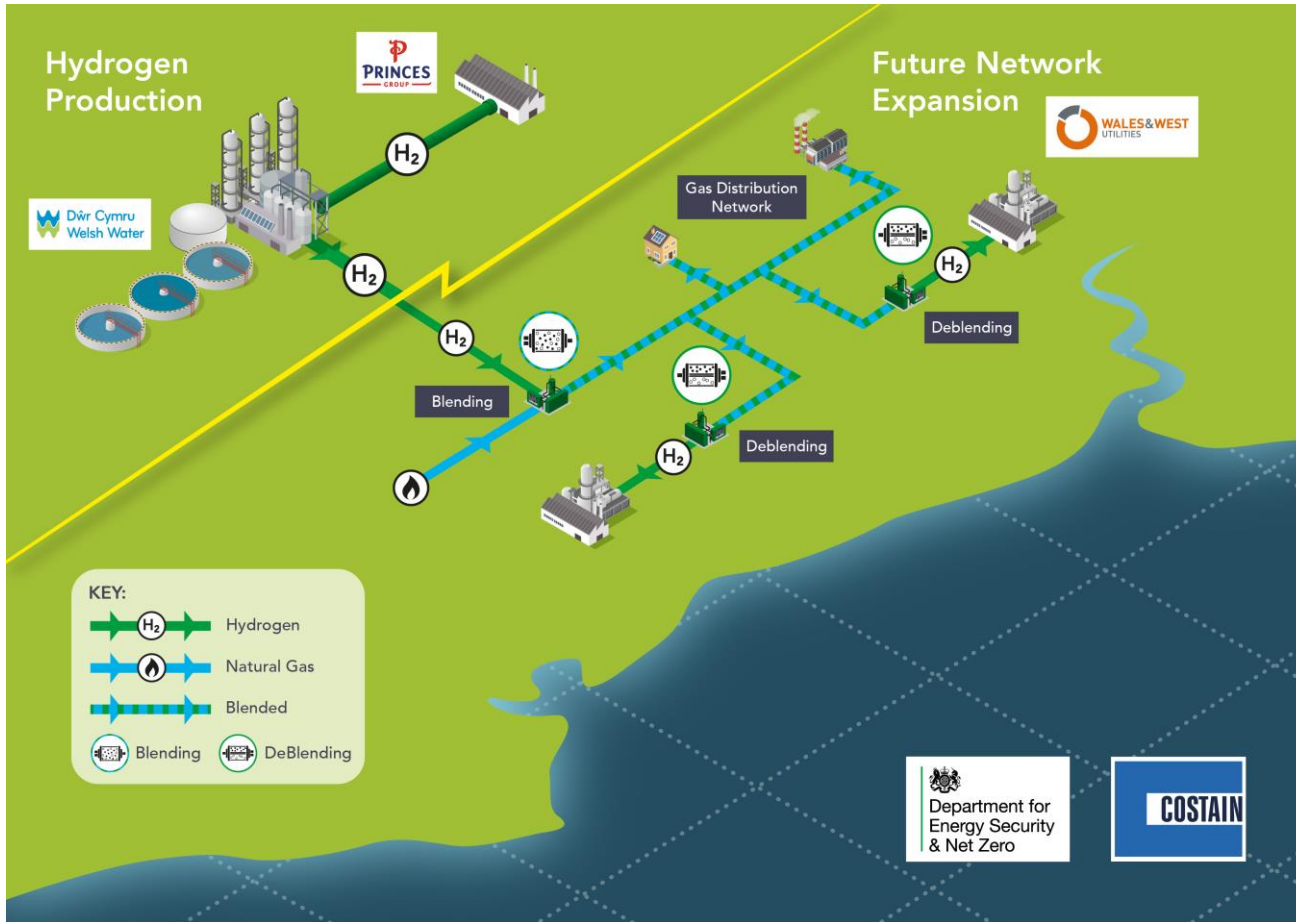 Hydrogen
Production
PRINCES
GROUP
H₂
Dŵr Cymru
Welsh Water
H₂
H₂
Blending
Future Network
Expansion
WALES&WEST
UTILITIES
Gas Distribution
Network
H₂
Deblending
Deblending
H₂
KEY:
H₂ Hydrogen
Natural Gas
Blended
Blending DeBlending
Department for
Energy Security
& Net Zero
COSTAIN